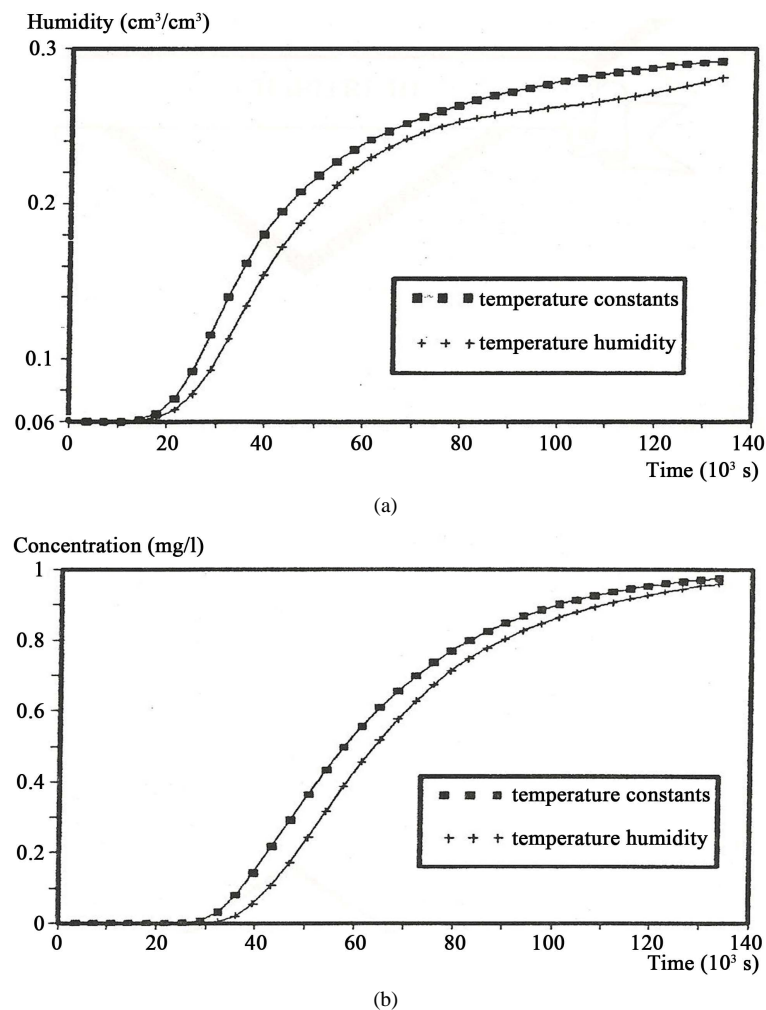 Humidity (cm³/cm³)
0.3
0.2
0.1
0.06
temperature constants
temperature humidity
0 20 40 60 80 100 120 140
Time (10³ s)
(a)
Concentration (mg/l)
1
0.8
0.6
0.4
0.2
0
temperature constants
temperature humidity
0 20 40 60 80 100 120 140
Time (10³ s)
(b)